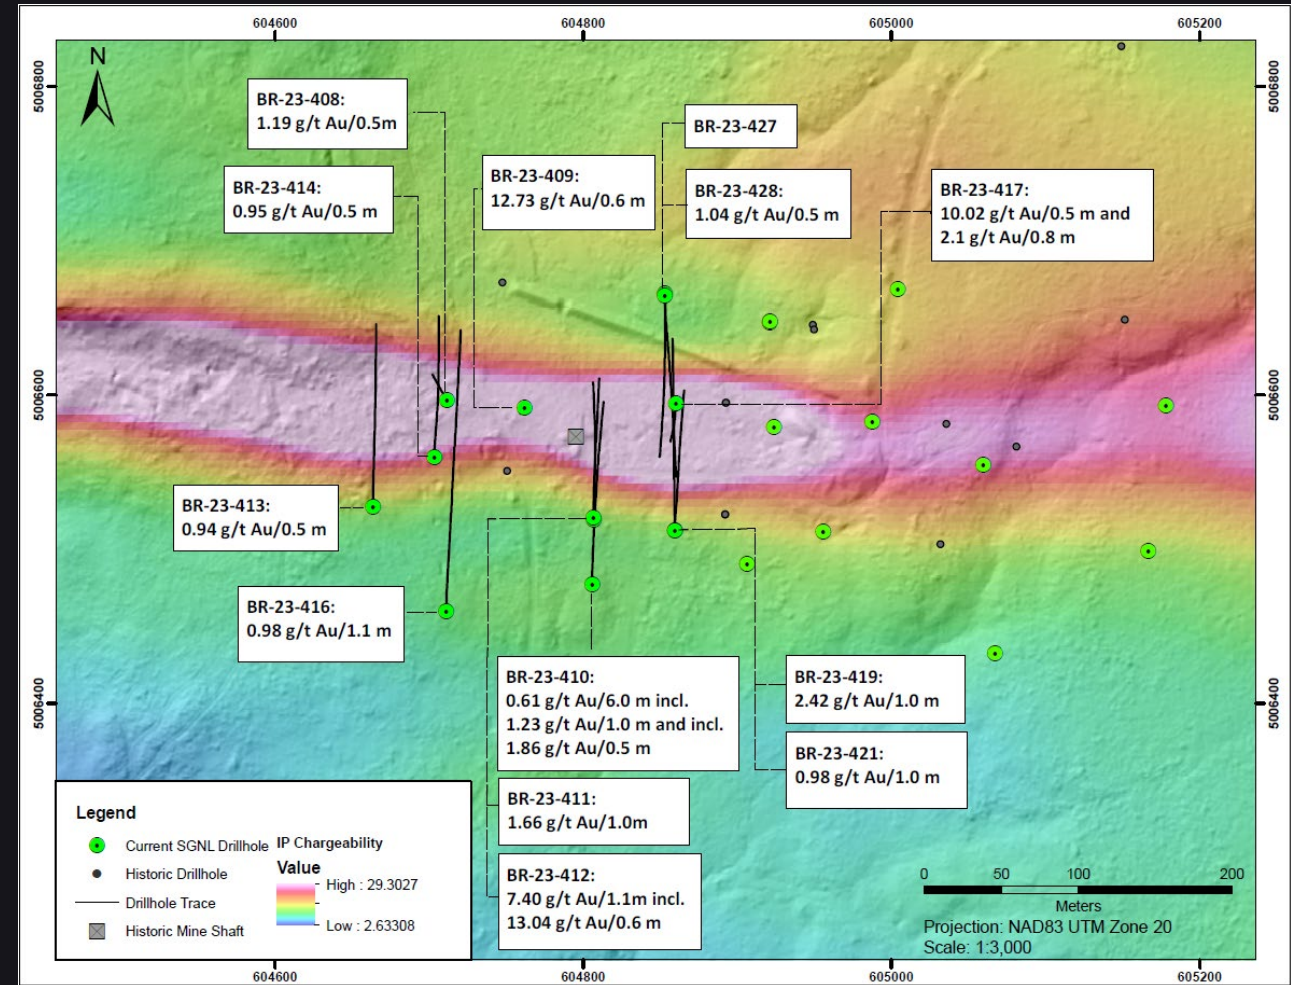 604600
604800
605000
605200
N
5006800
5006800
BR-23-408:
1.19 g/t Au/0.5m
BR-23-427
BR-23-414:
0.95 g/t Au/0.5 m
BR-23-409:
12.73 g/t Au/0.6 m
BR-23-428:
1.04 g/t Au/0.5 m
BR-23-417:
10.02 g/t Au/0.5 m and
2.1 g/t Au/0.8 m
5006600
5006600
BR-23-413:
0.94 g/t Au/0.5 m
BR-23-416:
0.98 g/t Au/1.1 m
BR-23-410:
0.61 g/t Au/6.0 m incl.
1.23 g/t Au/1.0 m and incl.
1.86 g/t Au/0.5 m
BR-23-419:
2.42 g/t Au/1.0 m
5006400
5006400
BR-23-421:
0.98 g/t Au/1.0 m
BR-23-411:
1.66 g/t Au/1.0m
BR-23-412:
7.40 g/t Au/1.1m incl.
13.04 g/t Au/0.6 m
Legend
Current SGNL Drillhole
Historic Drillhole
Drillhole Trace
Historic Mine Shaft
IP Chargeability
Value
High : 29.3027
Low : 2.63308
0 50 100 200
Meters
Projection: NAD83 UTM Zone 20
Scale: 1:3,000
604600
604800
605000
605200